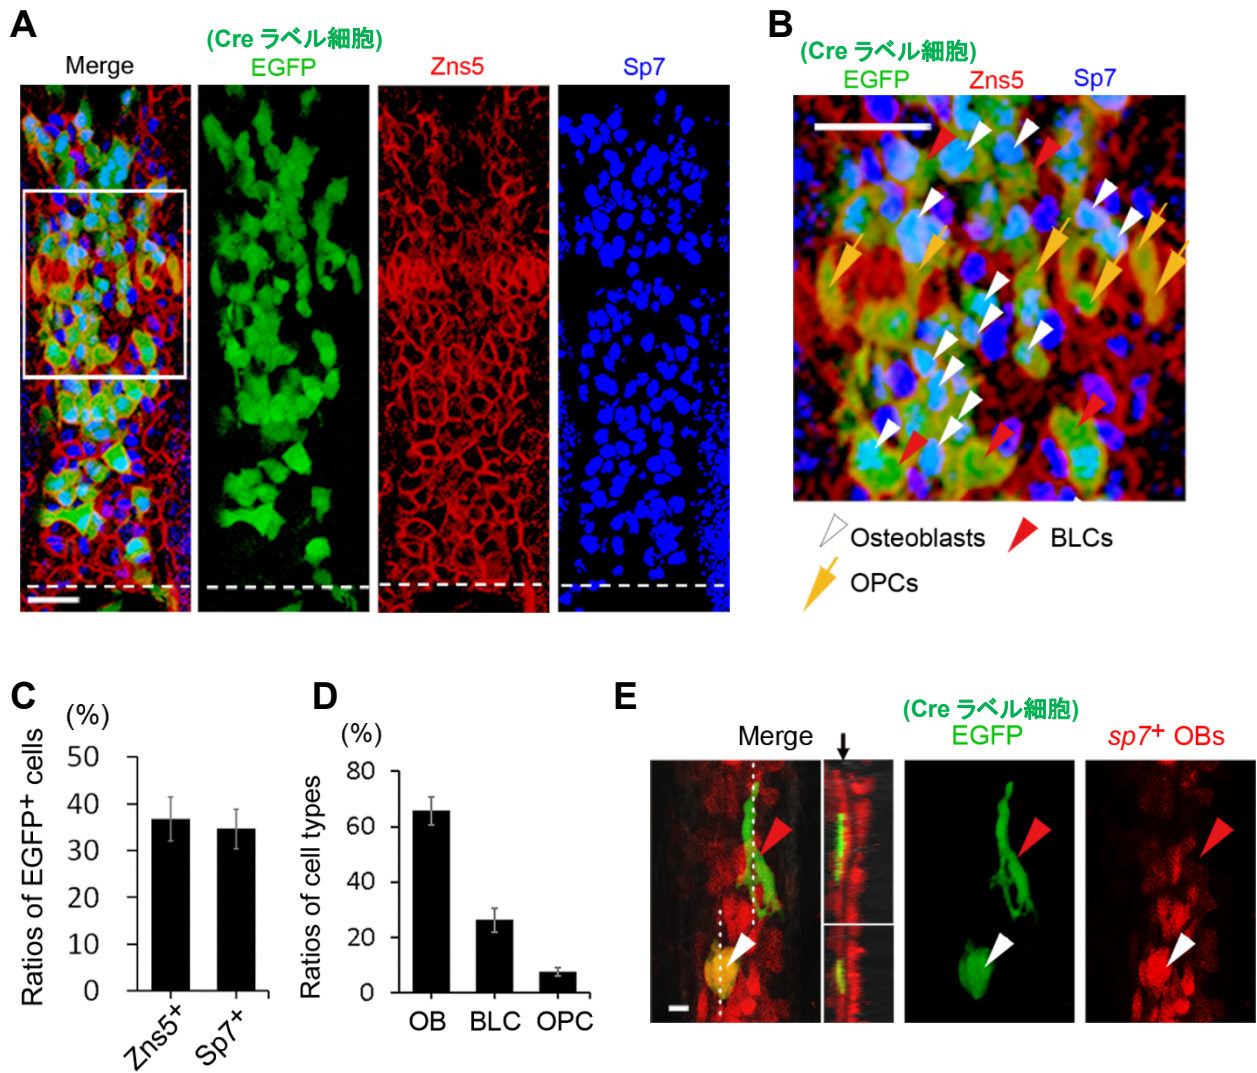 A
(Cre ラベル細胞)
Merge
EGFP
Zns5
Sp7
B
(Cre ラベル細胞)
EGFP
Zns5
Sp7
Osteoblasts
BLCs
OPCs
C
(%)
Ratios of EGFP+ cells
50
40
30
20
10
0
Zns5+
Sp7+
D
(%)
Ratios of cell types
80
60
40
20
0
OB
BLC
OPC
E
(Cre ラベル細胞)
Merge
EGFP
sp7+ OBs